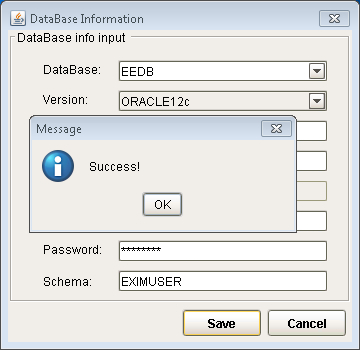 DataBase Information
DataBase info input
DataBase: EEDB
Version: ORACLE12c
Message
Success!
OK
Password: ********
Schema: EXIMUSER
Save Cancel